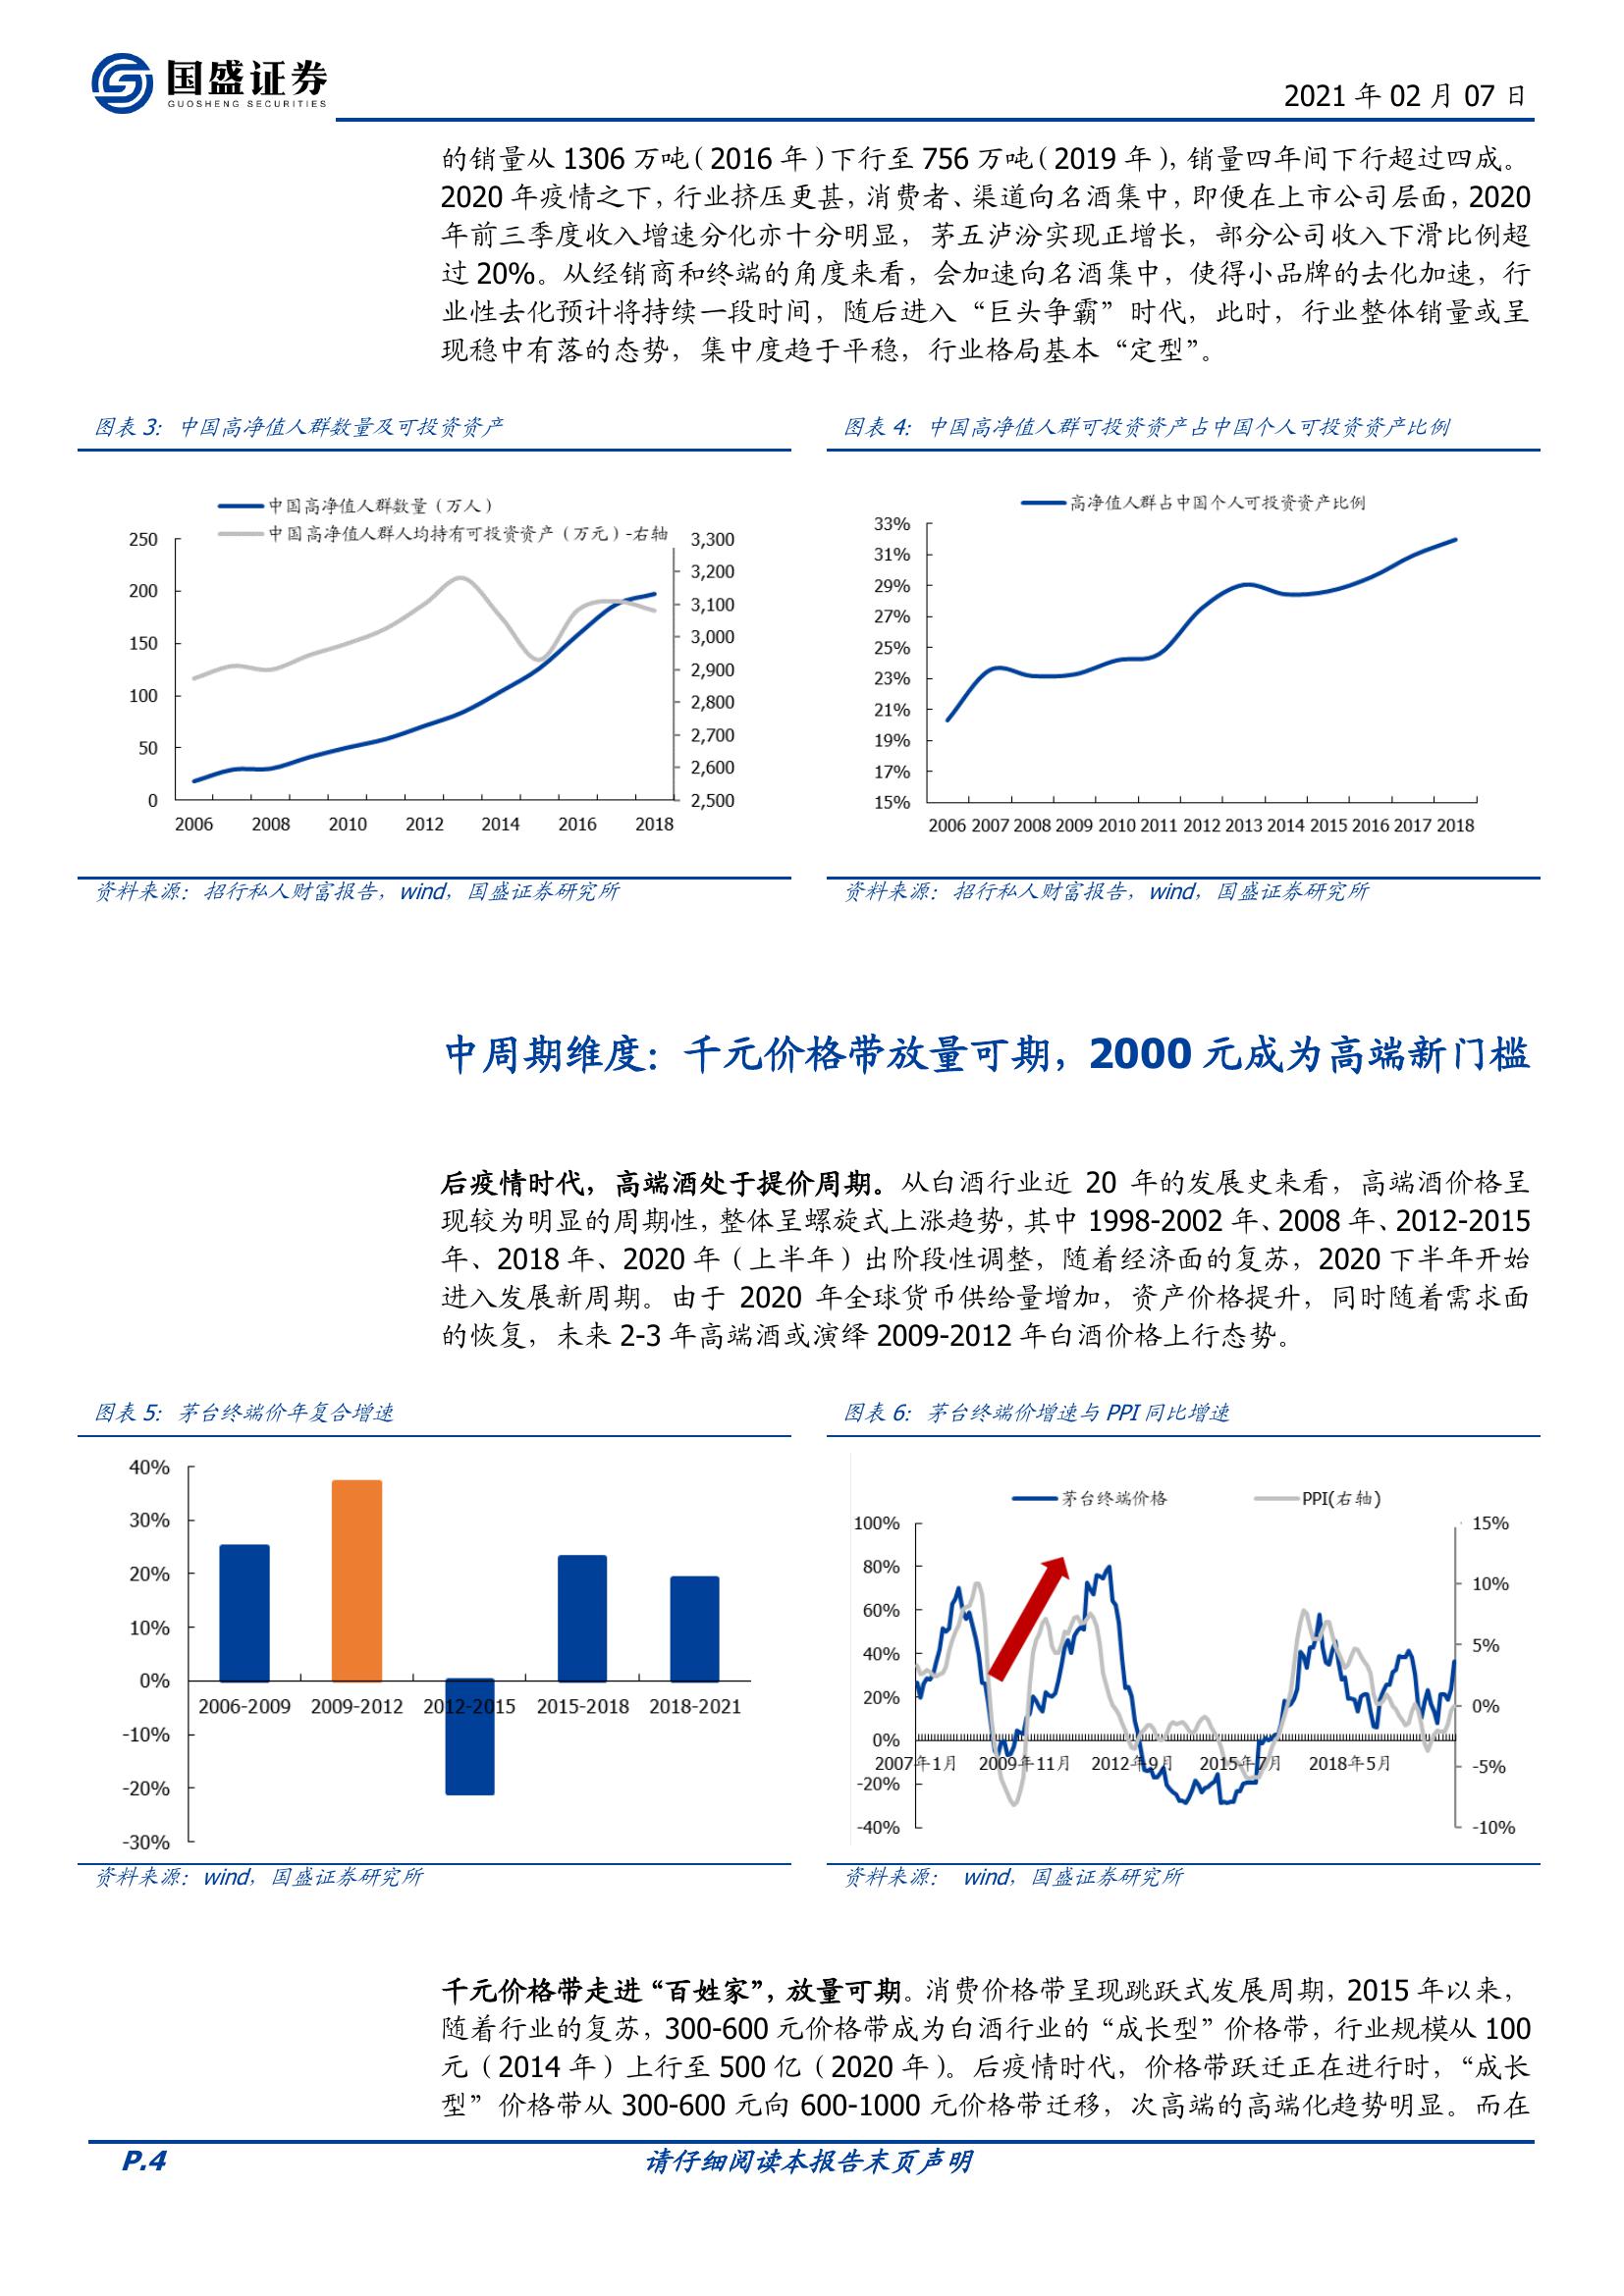 国盛证券
GUOSHENG SECURITIES
2021 年 02 月 07 日
的销量从 1306 万吨（2016 年）下行至 756 万吨（2019 年），销量四年间下行超过四成。
2020 年疫情之下，行业挤压更甚，消费者、渠道向名酒集中，即便在上市公司层面，2020
年前三季度收入增速分化亦十分明显，茅五泸汾实现正增长，部分公司收入下滑比例超
过 20%。从经销商和终端的角度来看，会加速向名酒集中，使得小品牌的去化加速，行
业性去化预计将持续一段时间，随后进入“巨头争霸”时代，此时，行业整体销量或呈
现稳中有落的态势，集中度趋于平稳，行业格局基本“定型”。
图表 3：中国高净值人群数量及可投资资产
中国高净值人群数量（万人）
中国高净值人群人均持有可投资资产（万元）-右轴
250
200
150
100
50
0
3,300
3,200
3,100
3,000
2,900
2,800
2,700
2,600
2,500
2006 2008 2010 2012 2014 2016 2018
资料来源：招行私人财富报告，wind，国盛证券研究所
图表 4：中国高净值人群可投资资产占中国个人可投资资产比例
高净值人群占中国个人可投资资产比例
33%
31%
29%
27%
25%
23%
21%
19%
17%
15%
2006 2007 2008 2009 2010 2011 2012 2013 2014 2015 2016 2017 2018
资料来源：招行私人财富报告，wind，国盛证券研究所
中周期维度：千元价格带放量可期，2000 元成为高端新门槛
后疫情时代，高端酒处于提价周期。从白酒行业近 20 年的发展史来看，高端酒价格呈
现较为明显的周期性，整体呈螺旋式上涨趋势，其中 1998-2002 年、2008 年、2012-2015
年、2018 年、2020 年（上半年）出阶段性调整，随着经济面的复苏，2020 下半年开始
进入发展新周期。由于 2020 年全球货币供给量增加，资产价格提升，同时随着需求面
的恢复，未来 2-3 年高端酒或演绎 2009-2012 年白酒价格上行态势。
图表 5：茅台终端价年复合增速
40%
30%
20%
10%
0%
-10%
-20%
-30%
2006-2009 2009-2012 2012-2015 2015-2018 2018-2021
资料来源：wind，国盛证券研究所
图表 6：茅台终端价增速与 PPI 同比增速
茅台终端价格 PPI(右轴)
100%
80%
60%
40%
20%
0%
-20%
-40%
15%
10%
5%
0%
-5%
-10%
2007年1月 2009年11月 2012年9月 2015年7月 2018年5月
资料来源： wind，国盛证券研究所
千元价格带走进“百姓家”，放量可期。消费价格带呈现跳跃式发展周期，2015 年以来，
随着行业的复苏，300-600 元价格带成为白酒行业的“成长型”价格带，行业规模从 100
元（2014 年）上行至 500 亿（2020 年）。后疫情时代，价格带跃迁正在进行时，“成长
型”价格带从 300-600 元向 600-1000 元价格带迁移，次高端的高端化趋势明显。而在
P.4
请仔细阅读本报告末页声明